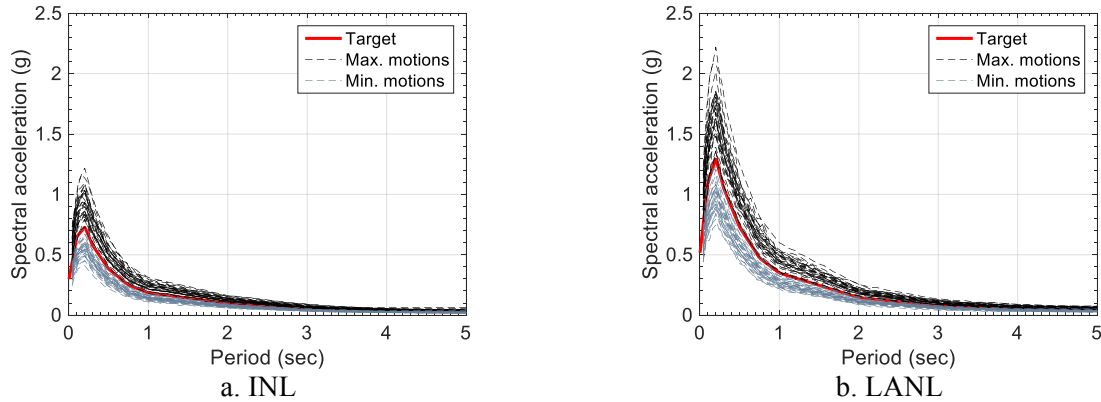 2.5
2
1.5
1
0.5
0
Spectral acceleration (g)
Target
Max. motions
Min. motions
0 1 2 3 4 5
Period (sec)
a. INL
2.5
2
1.5
1
0.5
0
Spectral acceleration (g)
Target
Max. motions
Min. motions
0 1 2 3 4 5
Period (sec)
b. LANL